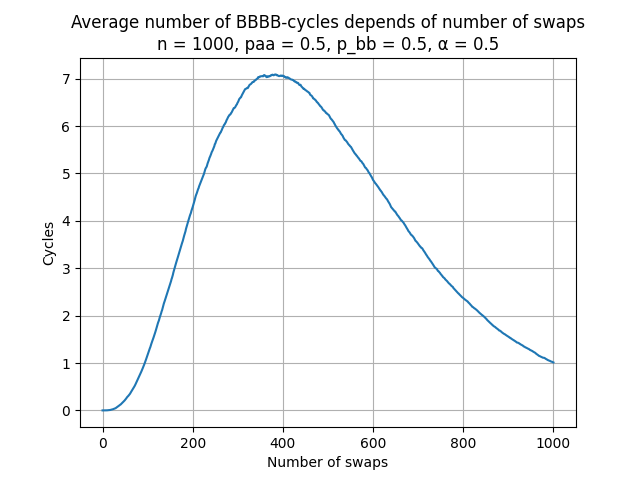 Average number of BBBB-cycles depends of number of swaps
n = 1000, paa = 0.5, p_bb = 0.5, α = 0.5
7
6
5
4
3
2
1
0
Cycles
0 200 400 600 800 1000
Number of swaps